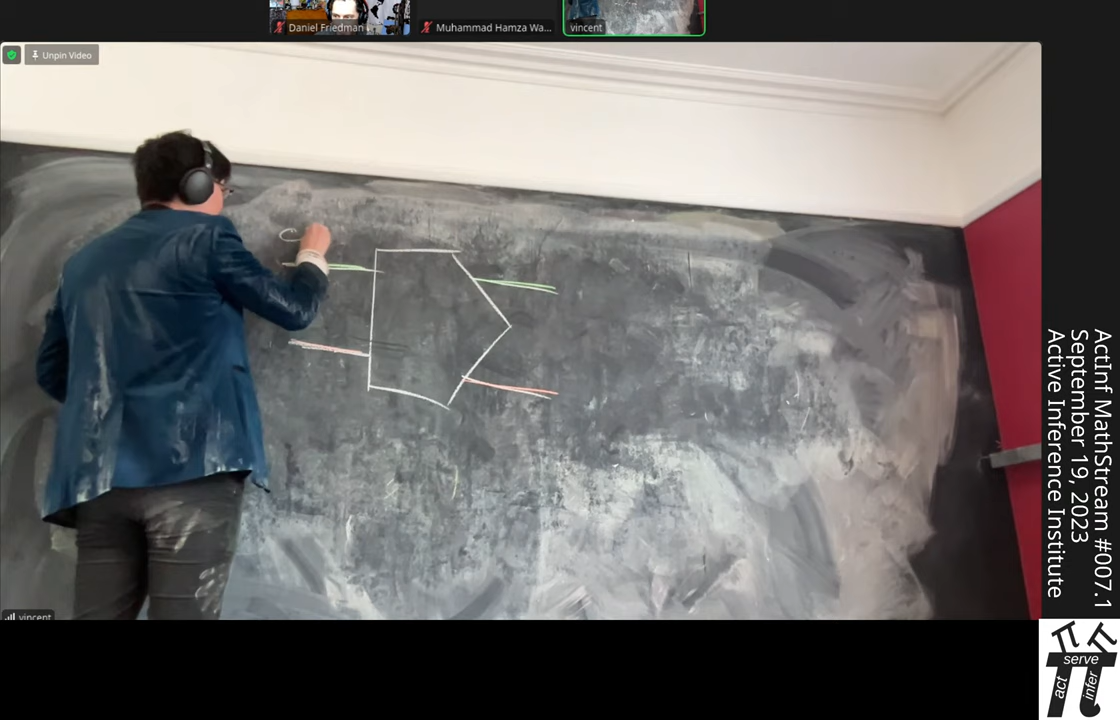 Daniel Friedman
Muhammad Hamza Wa...
vincent
Unpin Video
vincent
ActInf MathStream #007.1
September 19, 2023
Active Inference Institute
serve
act
infer